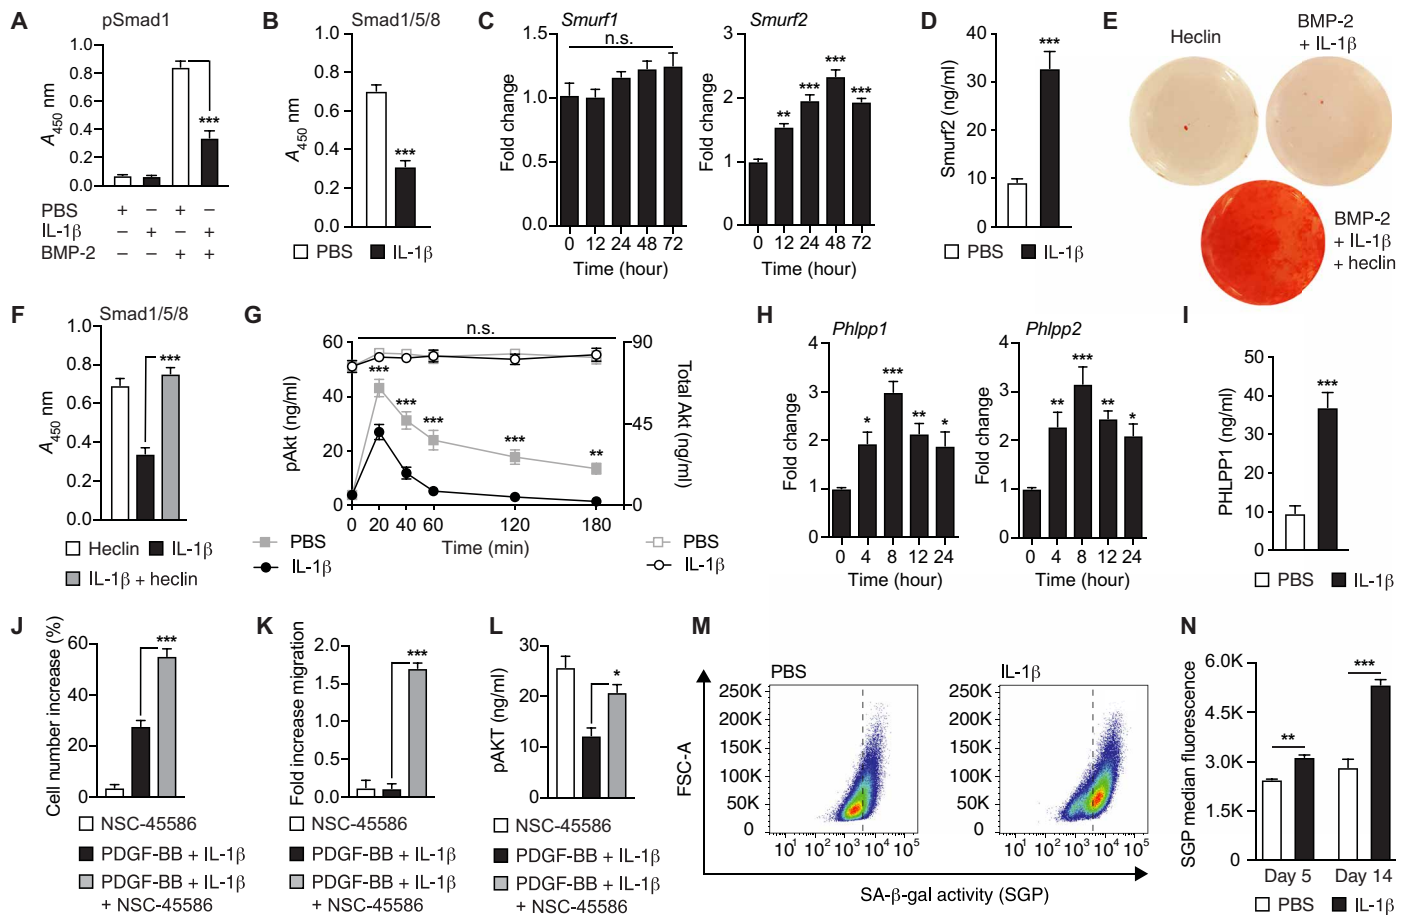 A
pSmad1
A450 nm
1.0
0.8
0.6
0.4
0.2
0.0
***
PBS + – + –
IL-1β – + – +
BMP-2 – – + +
B
Smad1/5/8
A450 nm
1.0
0.8
0.6
0.4
0.2
0.0
***
PBS IL-1β
C
Smurf1
n.s.
Fold change
1.5
1.0
0.5
0.0
0 12 24 48 72
Time (hour)
Smurf2
Fold change
3
2
1
0
** *** *** ***
0 12 24 48 72
Time (hour)
D
Smurf2 (ng/ml)
40
30
20
10
0
***
PBS
IL-1β
E
Heclin
BMP-2
+ IL-1β
BMP-2
+ IL-1β
+ heclin
F
Smad1/5/8
A450 nm
0.8
0.6
0.4
0.2
0.0
***
Heclin IL-1β
IL-1β + heclin
G
n.s.
pAkt (ng/ml)
60
40
20
0
*** *** *** *** **
Total Akt (ng/ml)
90
45
0
0 20 40 60 120 180
Time (min)
PBS
IL-1β
PBS
IL-1β
H
Phlpp1
Fold change
4
3
2
1
0
* *** ** *
0 4 8 12 24
Time (hour)
Phlpp2
Fold change
4
3
2
1
0
** *** ** *
0 4 8 12 24
Time (hour)
I
PHLPP1 (ng/ml)
50
40
30
20
10
0
***
PBS IL-1β
J
Cell number increase (%)
60
40
20
0
***
NSC-45586
PDGF-BB + IL-1β
PDGF-BB + IL-1β
+ NSC-45586
K
Fold increase migration
2.0
1.5
1.0
0.5
0.0
***
NSC-45586
PDGF-BB + IL-1β
PDGF-BB + IL-1β
+ NSC-45586
L
pAKT (ng/ml)
30
20
10
0
*
NSC-45586
PDGF-BB + IL-1β
PDGF-BB + IL-1β
+ NSC-45586
M
FSC-A
PBS
250K
200K
150K
100K
50K
0
101 102 103 104 105
IL-1β
250K
200K
150K
100K
50K
0
101 102 103 104 105
SA-β-gal activity (SGP)
N
SGP median fluorescence
6.0K
4.5K
3.0K
1.5K
0
** ***
Day 5 Day 14
PBS IL-1β